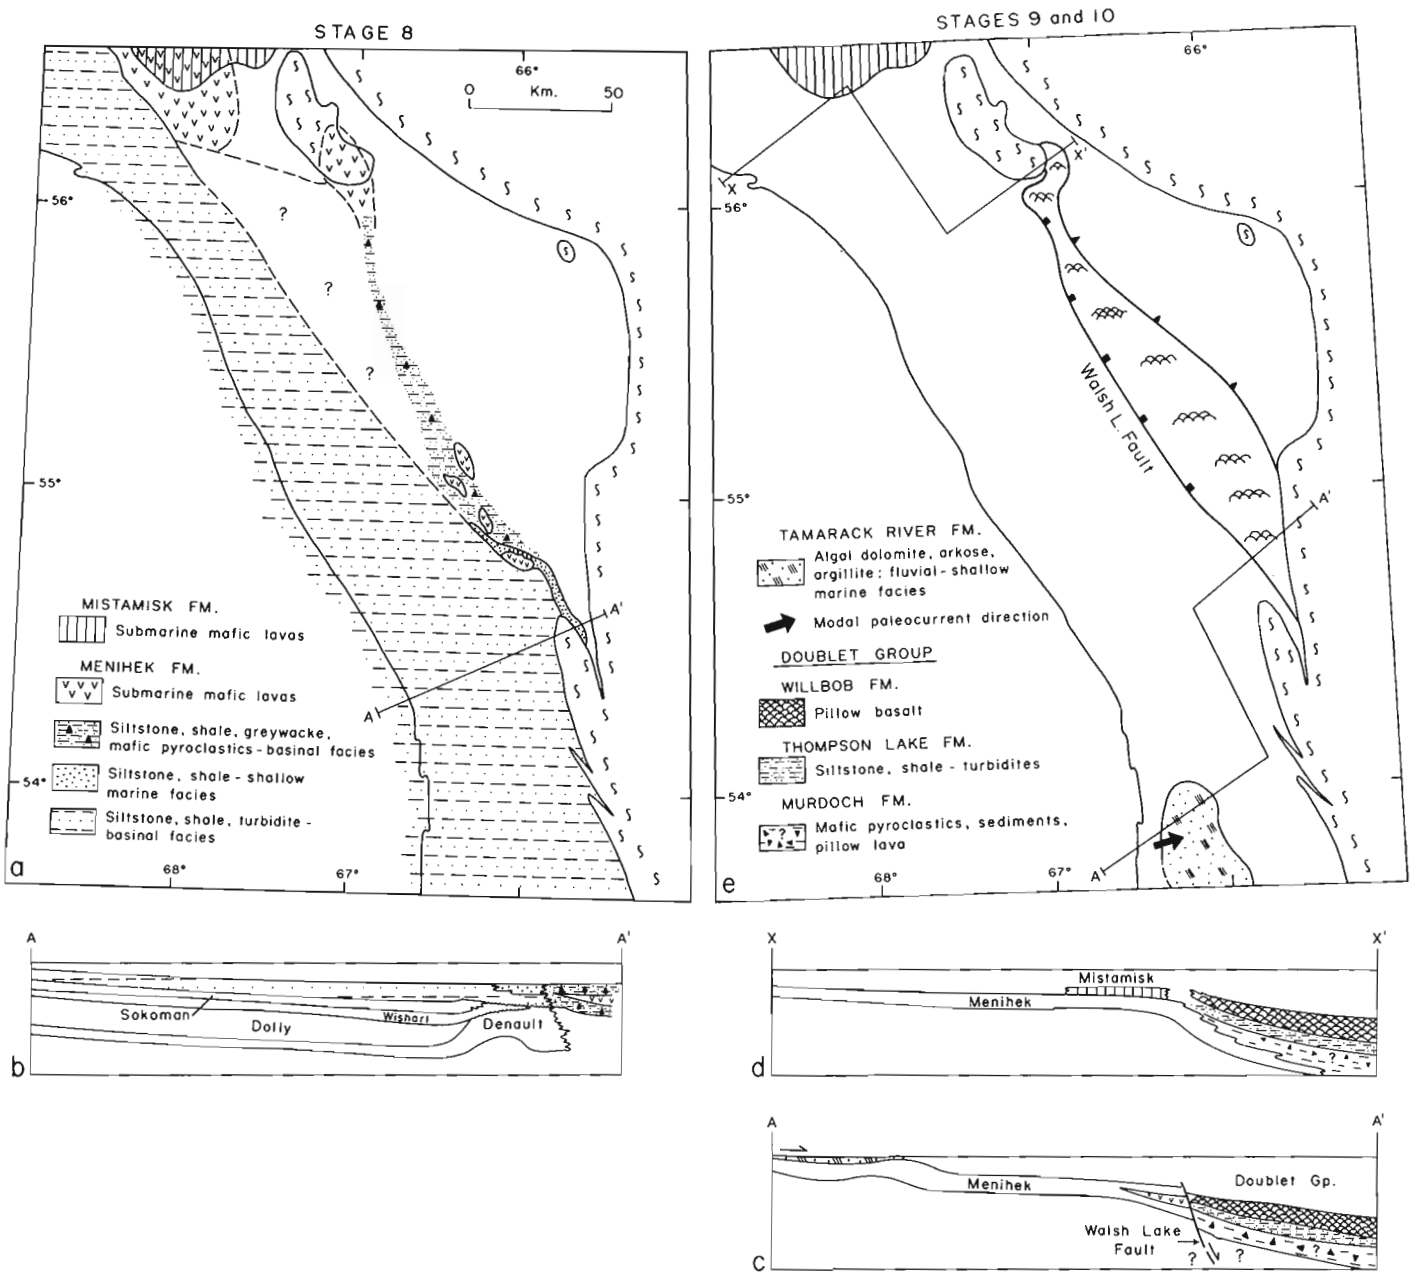 STAGE 8
66°
0 Km. 50
56°
?
?
?
55°
A'
A
MISTAMISK FM.
Submarine mafic lavas
MENIHEK FM.
Submarine mafic lavas
Siltstone, shale, greywacke,
mafic pyroclastics-basinal facies
Siltstone, shale-shallow
marine facies
Siltstone, shale, turbidite-
basinal facies
54°
68°
67°
a
STAGES 9 and 10
66°
X
X'
56°
Walsh L. Fault
55°
A'
TAMARACK RIVER FM.
Algal dolomite, arkose,
argillite; fluvial-shallow
marine facies
Modal paleocurrent direction
DOUBLET GROUP
WILLBOB FM.
Pillow basalt
THOMPSON LAKE FM.
Siltstone, shale - turbidites
MURDOCH FM.
Mafic pyroclastics, sediments,
pillow lava
?
54°
68°
67°
A
e
A A'
Sokoman
Dolly
Wishart
Denault
b
X X'
Mistamisk
Menihek
?
d
A A'
Menihek
Doublet Gp.
Walsh Lake
Fault
? ? ?
c